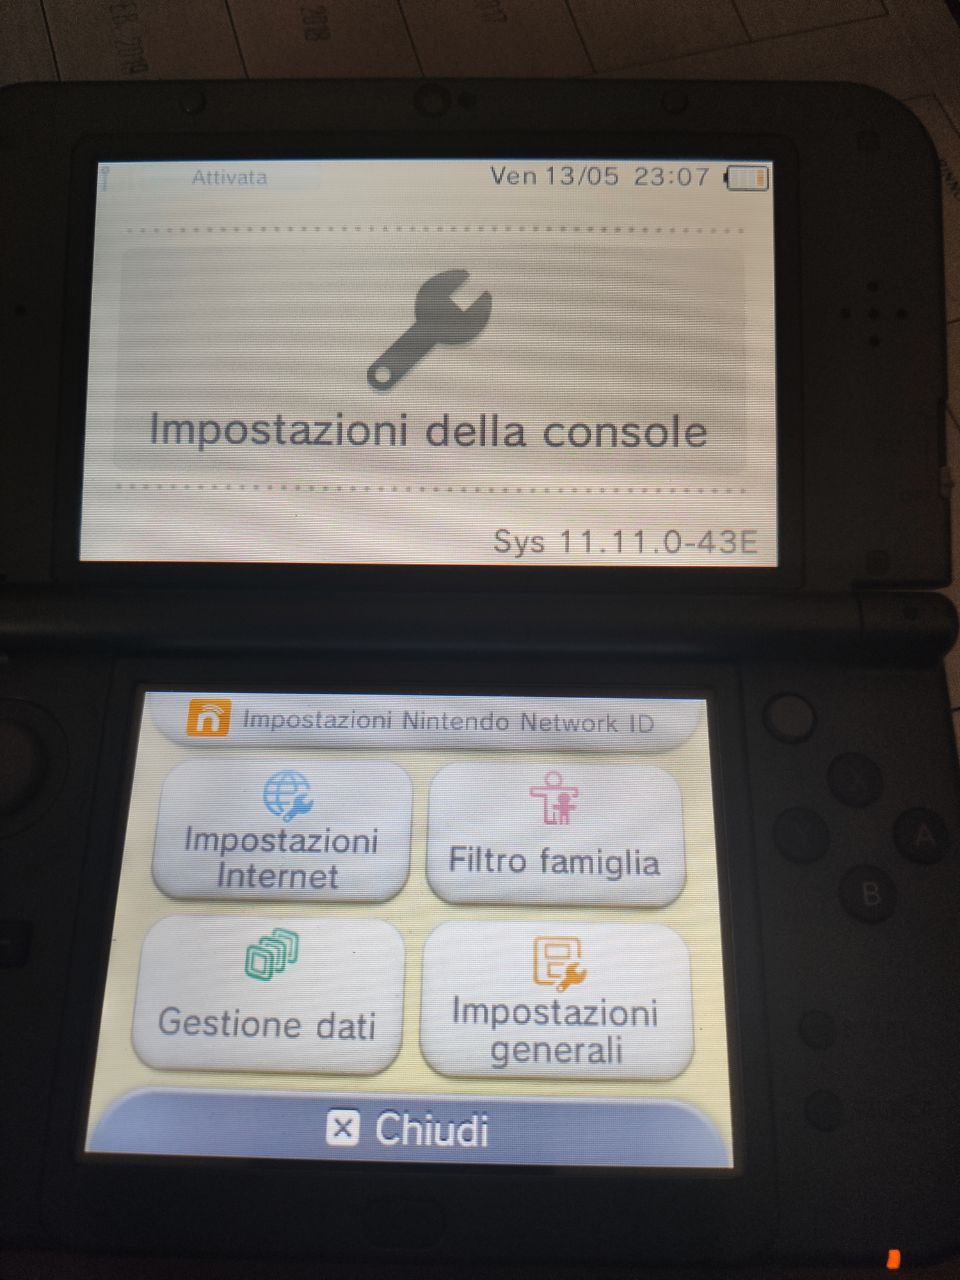 2018
Attivata
Ven 13/05 23:07
Impostazioni della console
Sys 11.11.0-43E
Impostazioni Nintendo Network ID
Impostazioni
Internet
Filtro famiglia
Gestione dati
Impostazioni
generali
X Chiudi
A
B